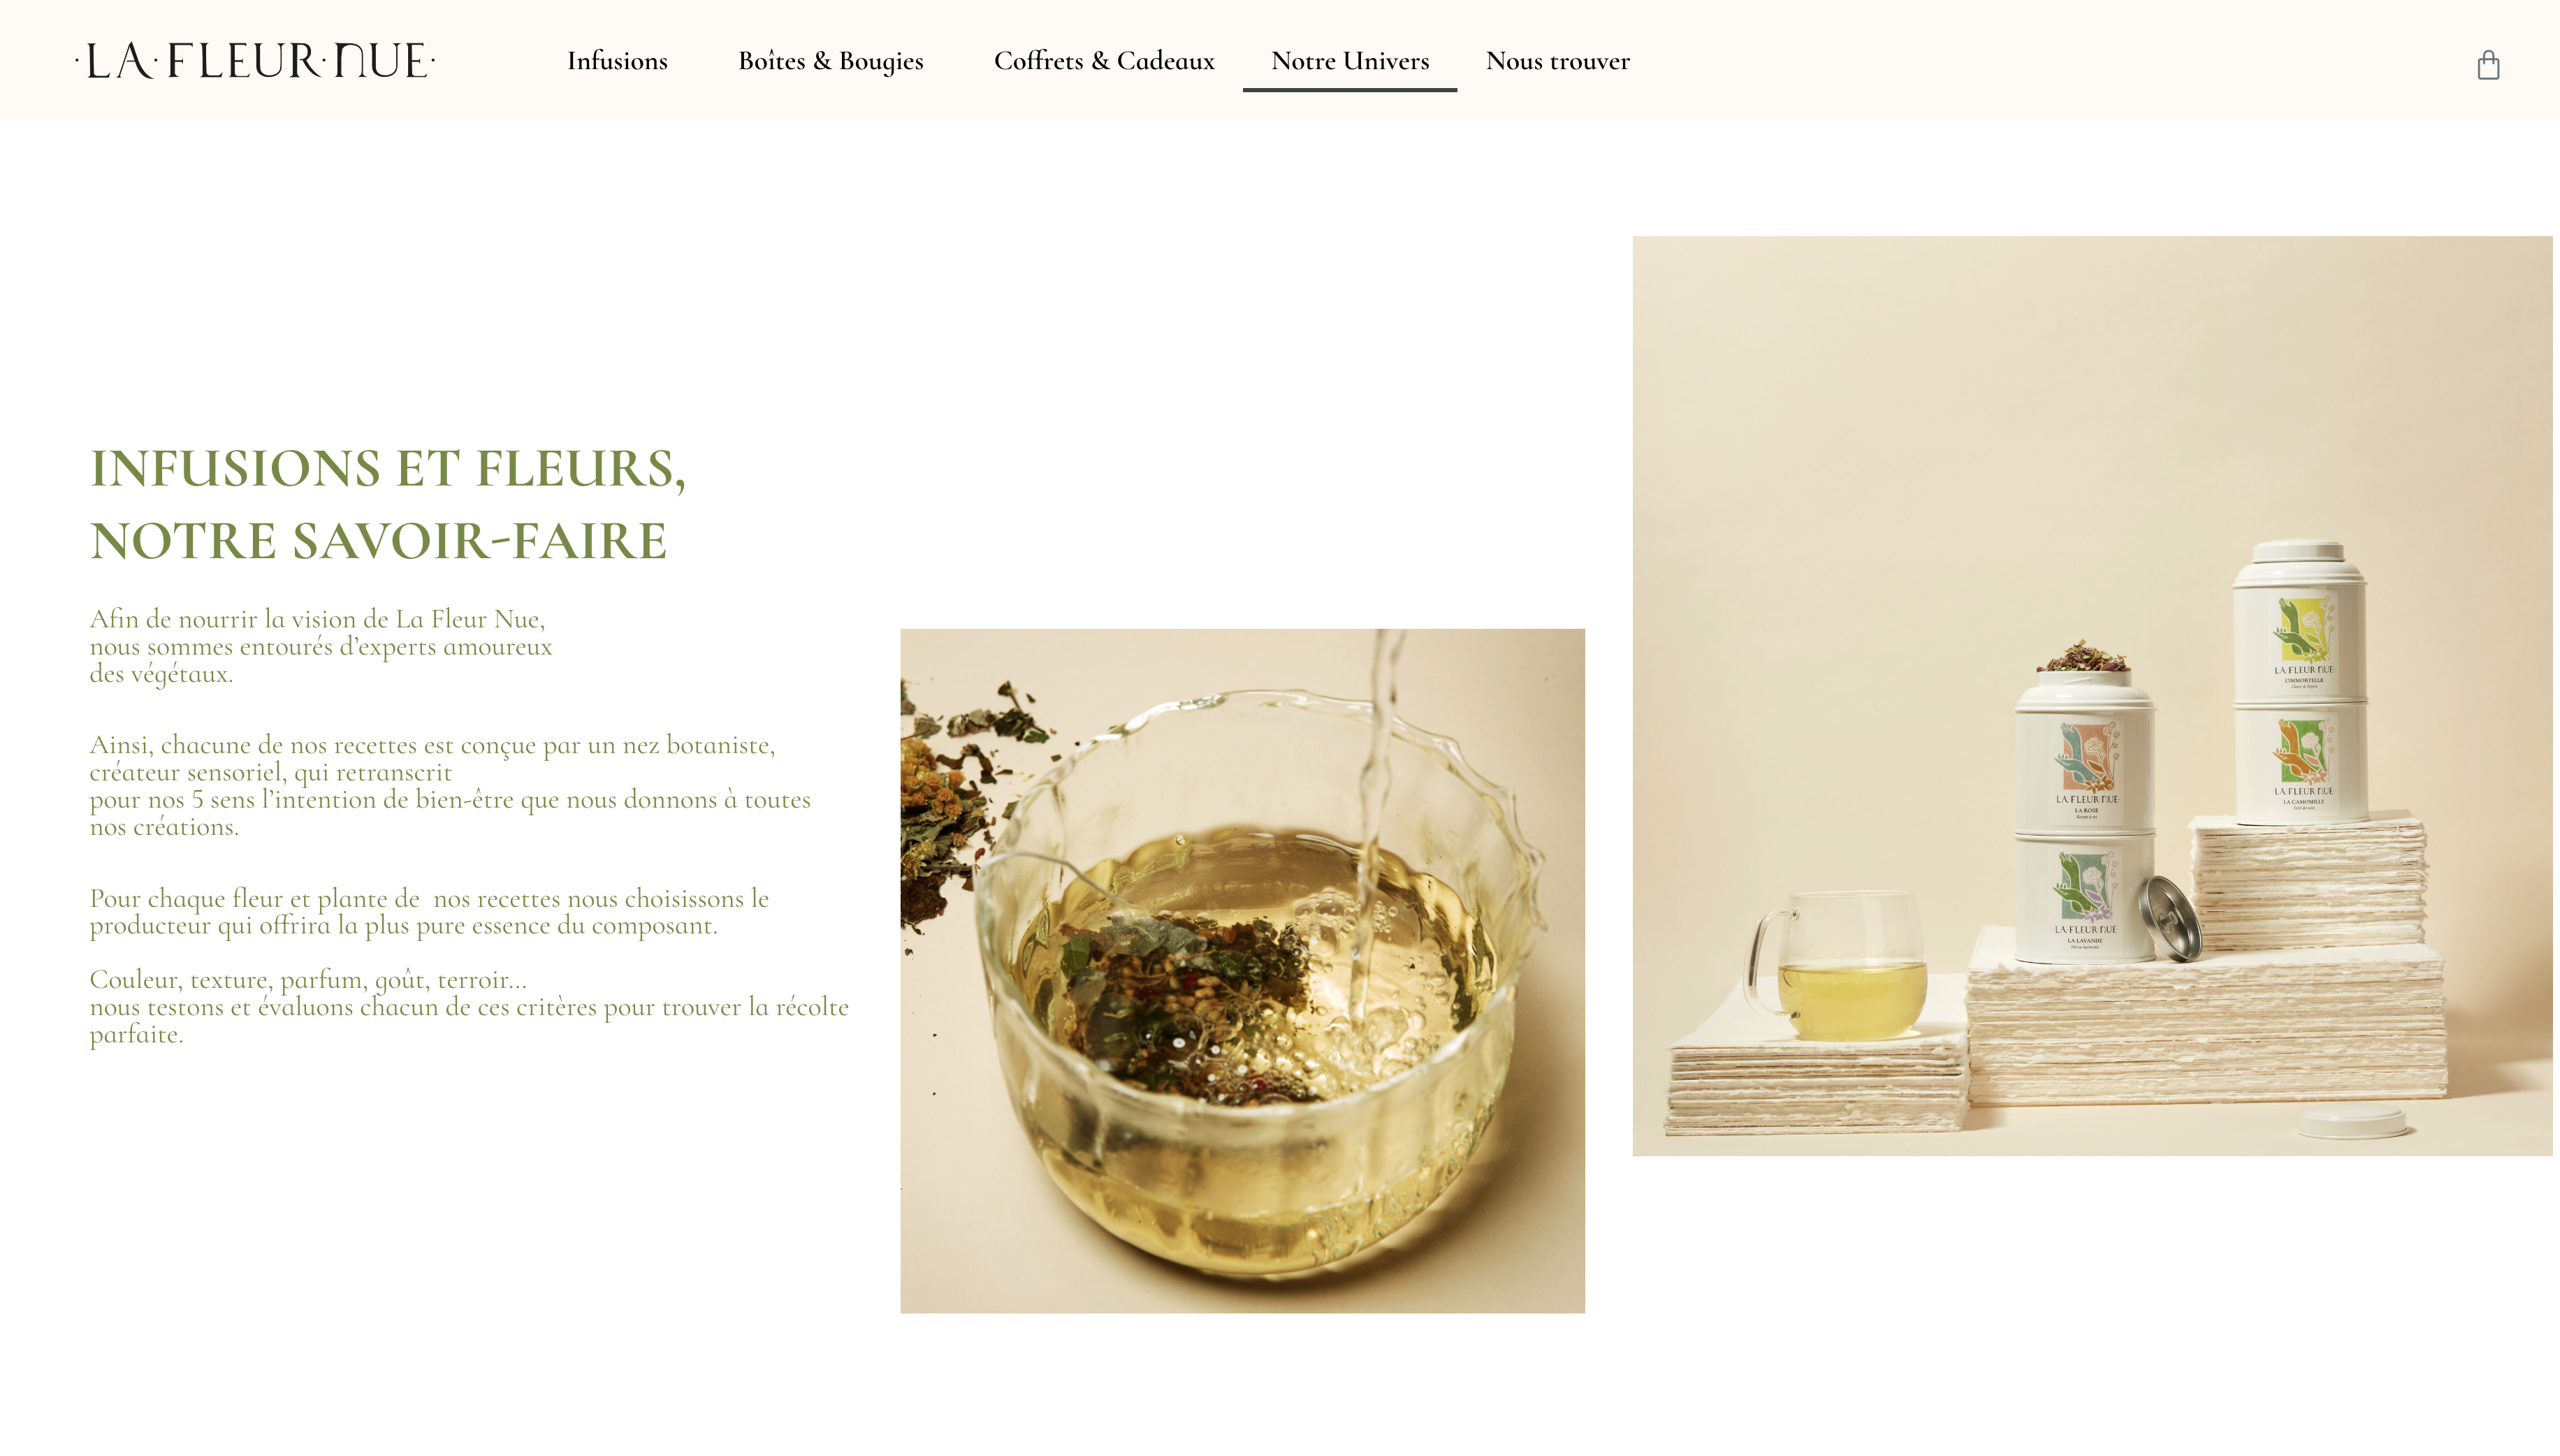 ·LA·FLEUR·NUE·
Infusions
Boîtes & Bougies
Coffrets & Cadeaux
Notre Univers
Nous trouver
INFUSIONS ET FLEURS,
NOTRE SAVOIR-FAIRE
Afin de nourrir la vision de La Fleur Nue,
nous sommes entourés d’experts amoureux
des végétaux.
Ainsi, chacune de nos recettes est conçue par un nez botaniste,
créateur sensoriel, qui retranscrit
pour nos 5 sens l’intention de bien-être que nous donnons à toutes
nos créations.
Pour chaque fleur et plante de  nos recettes nous choisissons le
producteur qui offrira la plus pure essence du composant.
Couleur, texture, parfum, goût, terroir...
nous testons et évaluons chacun de ces critères pour trouver la récolte
parfaite.
·LA·FLEUR·NUE·
L'IMMORTELLE
·LA·FLEUR·NUE·
LA CAMOMILLE
·LA·FLEUR·NUE·
LA ROSE
·LA·FLEUR·NUE·
LA LAVANDE